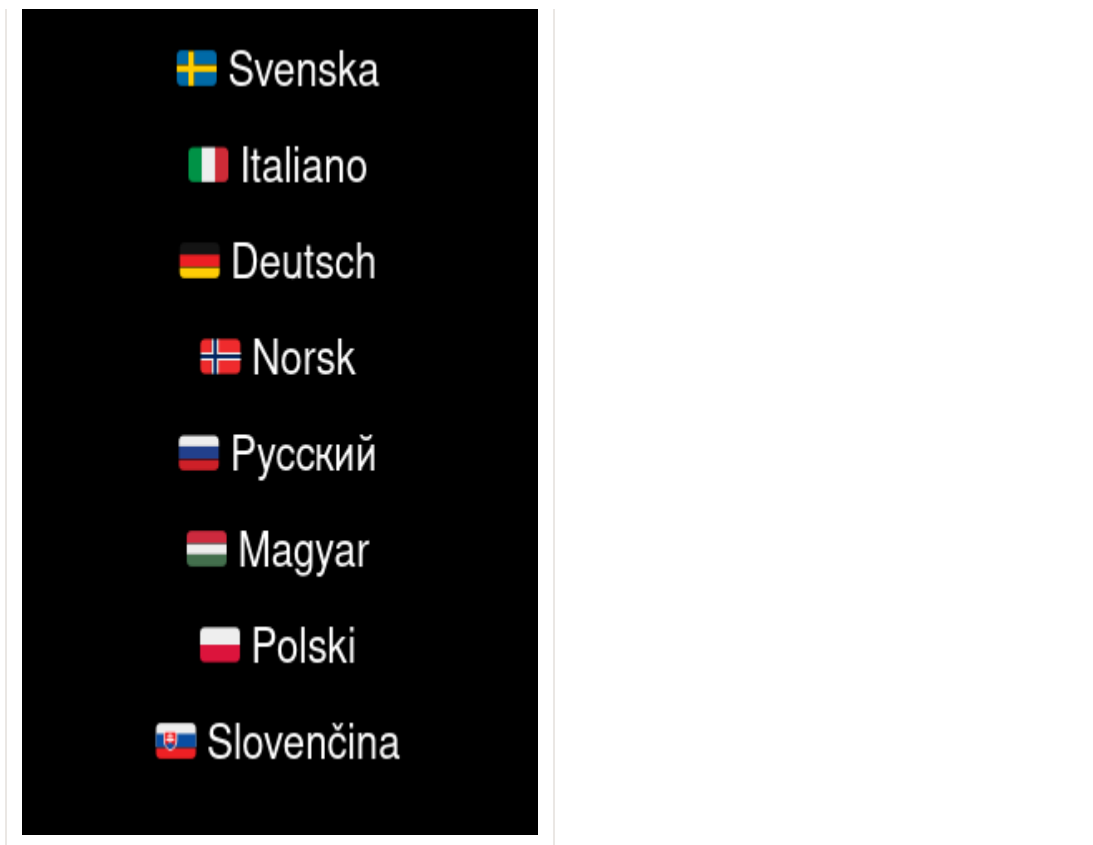 Svenska
Italiano
Deutsch
Norsk
Русский
Magyar
Polski
Slovenčina